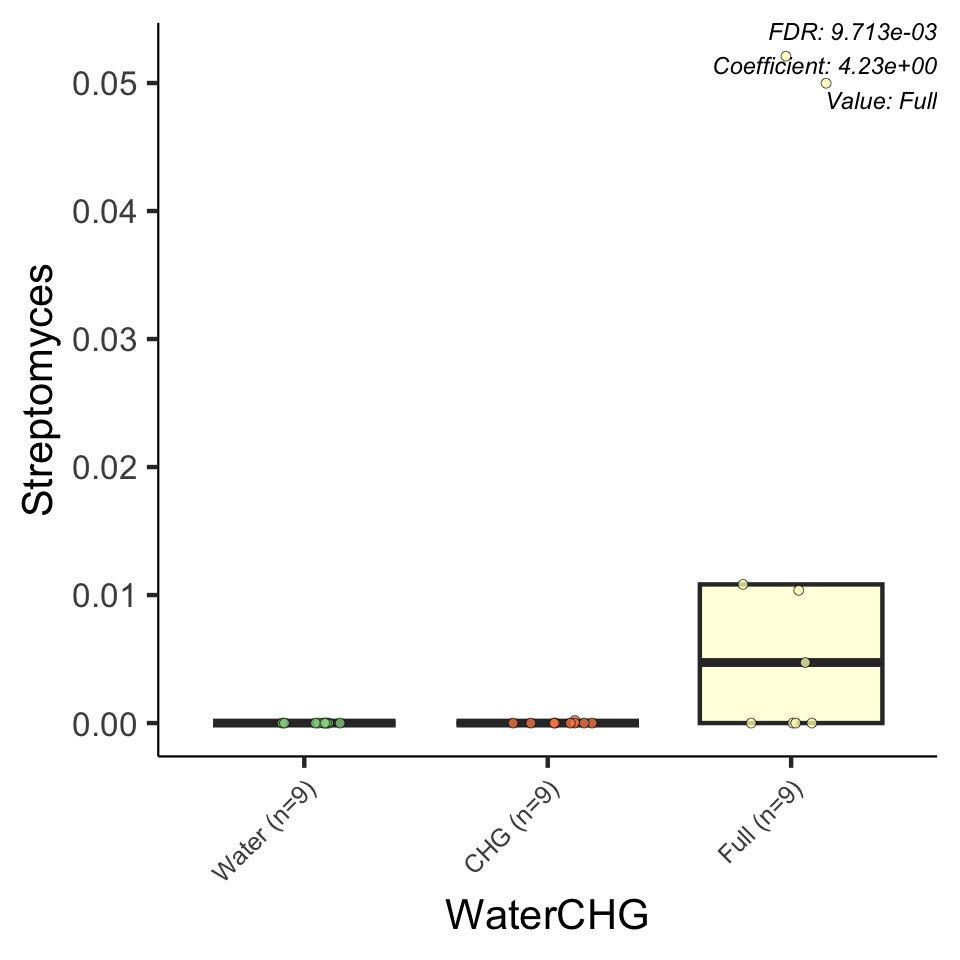 FDR: 9.713e-03
Coefficient: 4.23e+00
Value: Full
0.05
0.04
0.03
0.02
0.01
0.00
Streptomyces
Water (n=9)
CHG (n=9)
Full (n=9)
WaterCHG